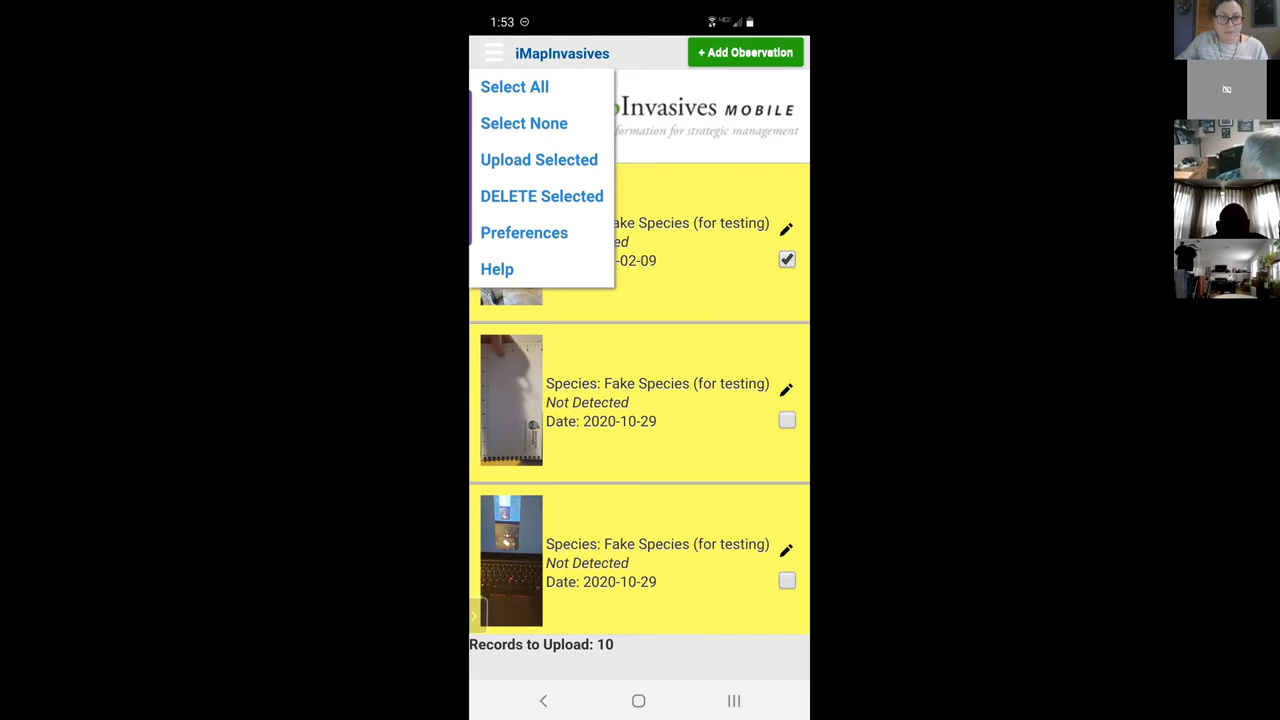 1:53
iMapInvasives
+ Add Observation
Select All
Select None
Upload Selected
DELETE Selected
Preferences
Help
Invasives MOBILE
formation for strategic management
ake Species (for testing)
ed
-02-09
Species: Fake Species (for testing)
Not Detected
Date: 2020-10-29
Species: Fake Species (for testing)
Not Detected
Date: 2020-10-29
Records to Upload: 10